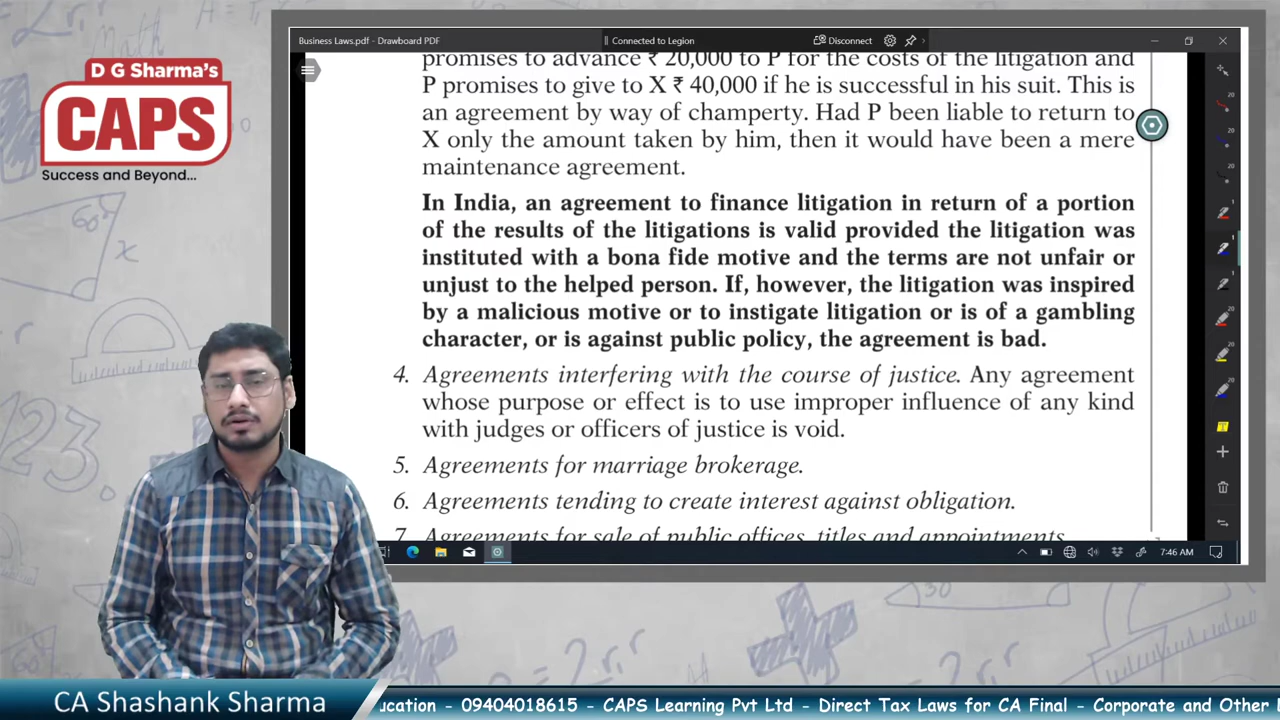 D G Sharma's
CAPS
Success and Beyond...
Business Laws.pdf - Drawboard PDF
Connected to Legion
Disconnect
promises to advance ₹ 20,000 to P for the costs of the litigation and
P promises to give to X ₹ 40,000 if he is successful in his suit. This is
an agreement by way of champerty. Had P been liable to return to
X only the amount taken by him, then it would have been a mere
maintenance agreement.
In India, an agreement to finance litigation in return of a portion
of the results of the litigations is valid provided the litigation was
instituted with a bona fide motive and the terms are not unfair or
unjust to the helped person. If, however, the litigation was inspired
by a malicious motive or to instigate litigation or is of a gambling
character, or is against public policy, the agreement is bad.
4. Agreements interfering with the course of justice. Any agreement
whose purpose or effect is to use improper influence of any kind
with judges or officers of justice is void.
5. Agreements for marriage brokerage.
6. Agreements tending to create interest against obligation.
7. Agreements for sale of public offices, titles and appointments
7:46 AM
CA Shashank Sharma
ucation - 09404018615 - CAPS Learning Pvt Ltd - Direct Tax Laws for CA Final - Corporate and Other